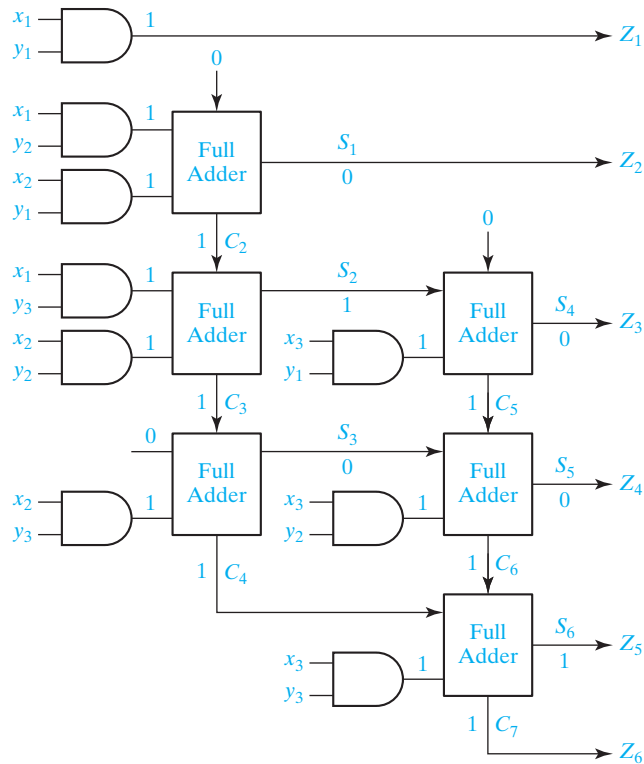 x₁ 1
y₁ Z₁
0
x₁ 1
y₂ Full Adder S₁ Z₂
x₂ 1 0
y₁
1 C₂ 0
x₁ 1 S₂
y₃ Full Adder 1 Full Adder S₄ Z₃
x₂ 1 x₃ 1 0
y₂ y₁
1 C₃ 1 C₅
0 S₃
Full Adder 0 Full Adder S₅ Z₄
x₂ 1 x₃ 1 0
y₃ y₂
1 C₄ 1 C₆
Full Adder S₆ Z₅
x₃ 1 1
y₃
1 C₇
Z₆